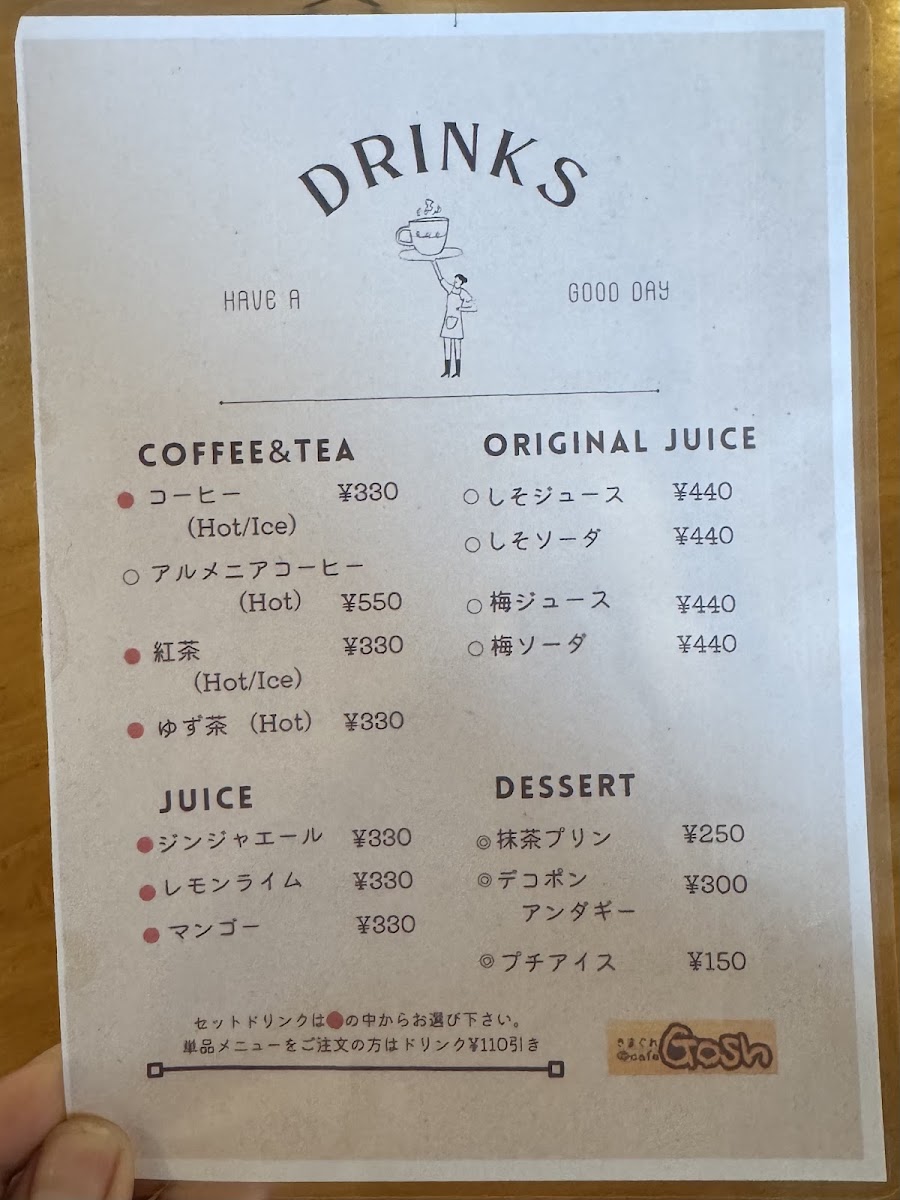 DRINKS
HAVE A GOOD DAY
COFFEE&TEA
● コーヒー ¥330
(Hot/Ice)
○ アルメニアコーヒー
(Hot) ¥550
● 紅茶 ¥330
(Hot/Ice)
● ゆず茶 (Hot) ¥330
ORIGINAL JUICE
○ しそジュース ¥440
○ しそソーダ ¥440
○ 梅ジュース ¥440
○ 梅ソーダ ¥440
JUICE
● ジンジャエール ¥330
● レモンライム ¥330
● マンゴー ¥330
DESSERT
◎ 抹茶プリン ¥250
◎ デコポン ¥300
アンダギー
◎ プチアイス ¥150
セットドリンクは●の中からお選び下さい。
単品メニューをご注文の方はドリンク¥110引き
きまぐれ
cafe Gosh